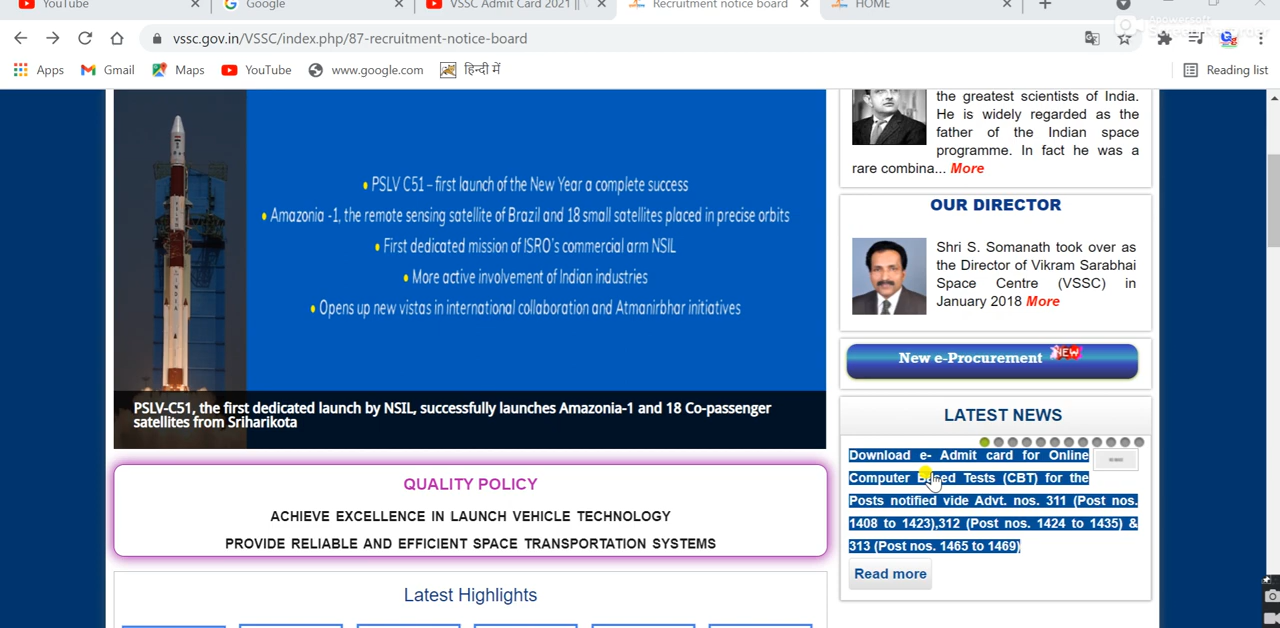 YouTube
Google
VSSC Admit Card 2021 ||
Recruitment notice board
HOME
vssc.gov.in/VSSC/index.php/87-recruitment-notice-board
Apps
Gmail
Maps
YouTube
www.google.com
हिन्दी में
Reading list
PSLV C51 – first launch of the New Year a complete success
Amazonia -1, the remote sensing satellite of Brazil and 18 small satellites placed in precise orbits
First dedicated mission of ISRO's commercial arm NSIL
More active involvement of Indian industries
Opens up new vistas in international collaboration and Atmanirbhar initiatives
PSLV-C51, the first dedicated launch by NSIL, successfully launches Amazonia-1 and 18 Co-passenger
satellites from Sriharikota
QUALITY POLICY
ACHIEVE EXCELLENCE IN LAUNCH VEHICLE TECHNOLOGY
PROVIDE RELIABLE AND EFFICIENT SPACE TRANSPORTATION SYSTEMS
Latest Highlights
the greatest scientists of India.
He is widely regarded as the
father of the Indian space
programme. In fact he was a
rare combina... More
OUR DIRECTOR
Shri S. Somanath took over as
the Director of Vikram Sarabhai
Space Centre (VSSC) in
January 2018 More
New e-Procurement NEW
LATEST NEWS
Download e- Admit card for Online
Computer Based Tests (CBT) for the
Posts notified vide Advt. nos. 311 (Post nos.
1408 to 1423),312 (Post nos. 1424 to 1435) &
313 (Post nos. 1465 to 1469)
Read more